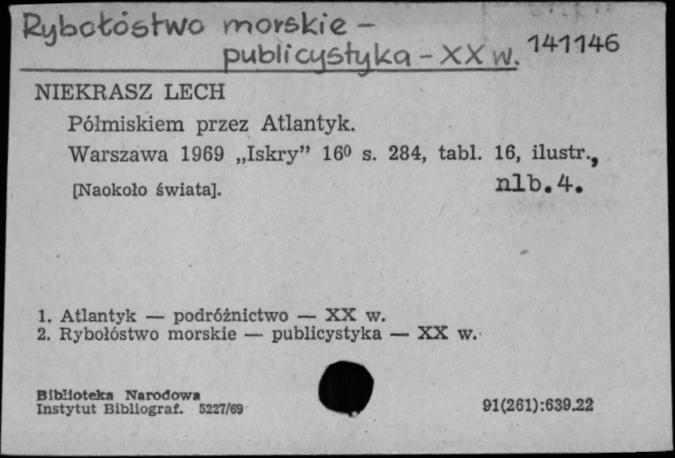 Rybołóstwo morskie -
publicystyka - XX w. 141146
NIEKRASZ LECH
Półmiskiem przez Atlantyk.
Warszawa 1969 „Iskry” 16⁰ s. 284, tabl. 16, ilustr.,
[Naokoło świata]. nlb.4.
1. Atlantyk — podróżnictwo — XX w.
2. Rybołóstwo morskie — publicystyka — XX w.
Biblioteka Narodowa
Instytut Bibliograf. 5227/69 91(261):639.22